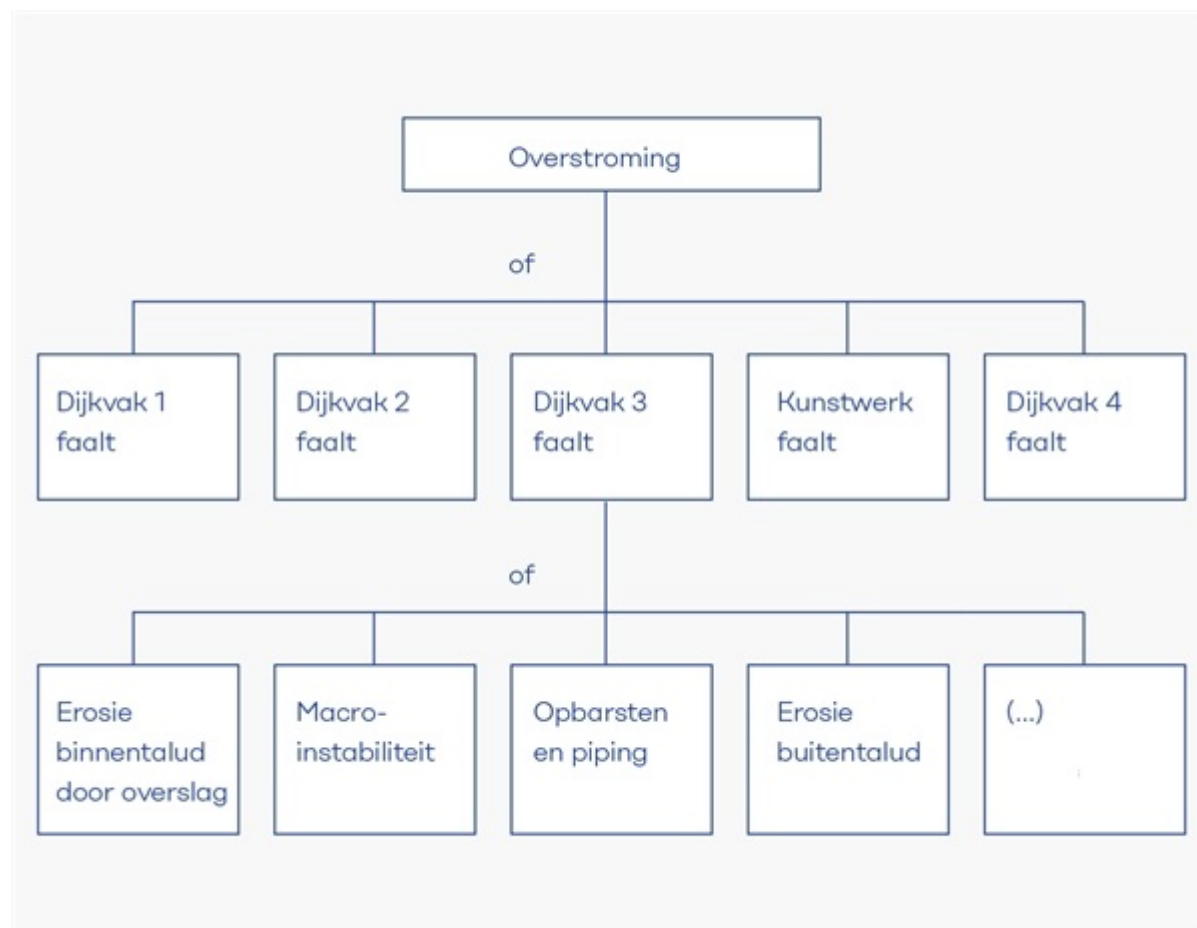 Overstroming
of
Dijkvak 1
faalt
Dijkvak 2
faalt
Dijkvak 3
faalt
Kunstwerk
faalt
Dijkvak 4
faalt
of
Erosie
binnentalud
door overslag
Macro-
instabiliteit
Opbarsten
en piping
Erosie
buitentalud
(...)